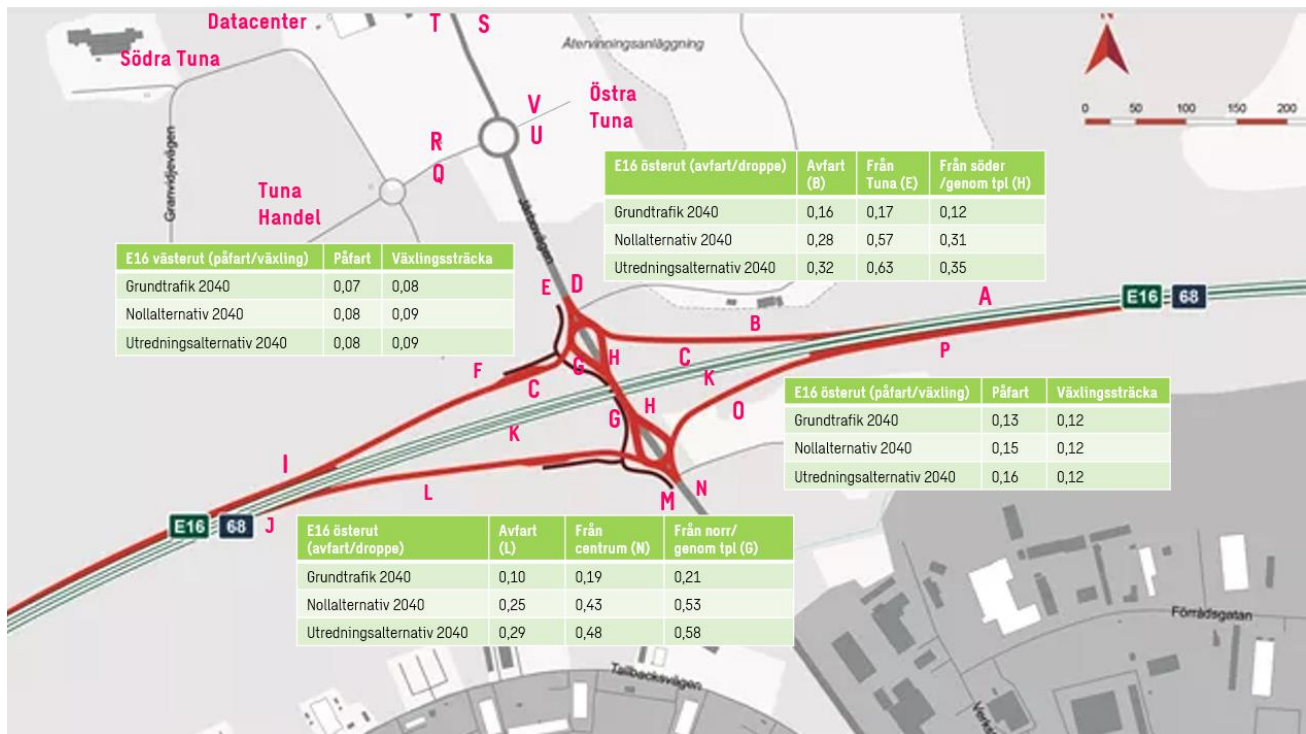 Datacenter
T
S
Återvinningsanläggning
N
Södra Tuna
0 50 100 150 200
V
Östra
Tuna
R
U
Q
Granvidjevägen
Tuna
Handel
Järbovägen
E16 österut (avfart/droppe) Avfart (B) Från Tuna (E) Från söder /genom tpl (H)
Grundtrafik 2040 0,16 0,17 0,12
Nollalternativ 2040 0,28 0,57 0,31
Utredningsalternativ 2040 0,32 0,63 0,35
E16 västerut (påfart/växling) Påfart Växlingssträcka
Grundtrafik 2040 0,07 0,08
Nollalternativ 2040 0,08 0,09
Utredningsalternativ 2040 0,08 0,09
E D
A
E16 68
B
C
P
F
G
H
C
K
H
G
O
K
E16 österut (påfart/växling) Påfart Växlingssträcka
Grundtrafik 2040 0,13 0,12
Nollalternativ 2040 0,15 0,12
Utredningsalternativ 2040 0,16 0,12
I
L
M
N
E16 68
J
E16 österut (avfart/droppe) Avfart (L) Från centrum (N) Från norr/ genom tpl (G)
Grundtrafik 2040 0,10 0,19 0,21
Nollalternativ 2040 0,25 0,43 0,53
Utredningsalternativ 2040 0,29 0,48 0,58
Förrådsgatan
Tallbacksvägen